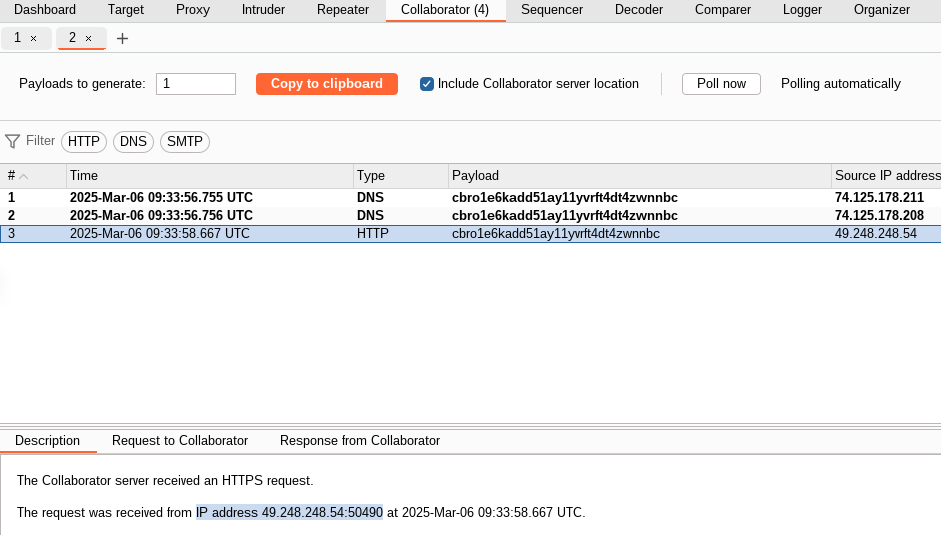 Dashboard Target Proxy Intruder Repeater Collaborator (4) Sequencer Decoder Comparer Logger Organizer
1 × 2 × +
Payloads to generate: 1 Copy to clipboard Include Collaborator server location Poll now Polling automatically
Filter HTTP DNS SMTP
# Time Type Payload Source IP address
1 2025-Mar-06 09:33:56.755 UTC DNS cbro1e6kadd51ay11yvrft4dt4zwnnbc 74.125.178.211
2 2025-Mar-06 09:33:56.756 UTC DNS cbro1e6kadd51ay11yvrft4dt4zwnnbc 74.125.178.208
3 2025-Mar-06 09:33:58.667 UTC HTTP cbro1e6kadd51ay11yvrft4dt4zwnnbc 49.248.248.54
Description Request to Collaborator Response from Collaborator
The Collaborator server received an HTTPS request.
The request was received from IP address 49.248.248.54:50490 at 2025-Mar-06 09:33:58.667 UTC.